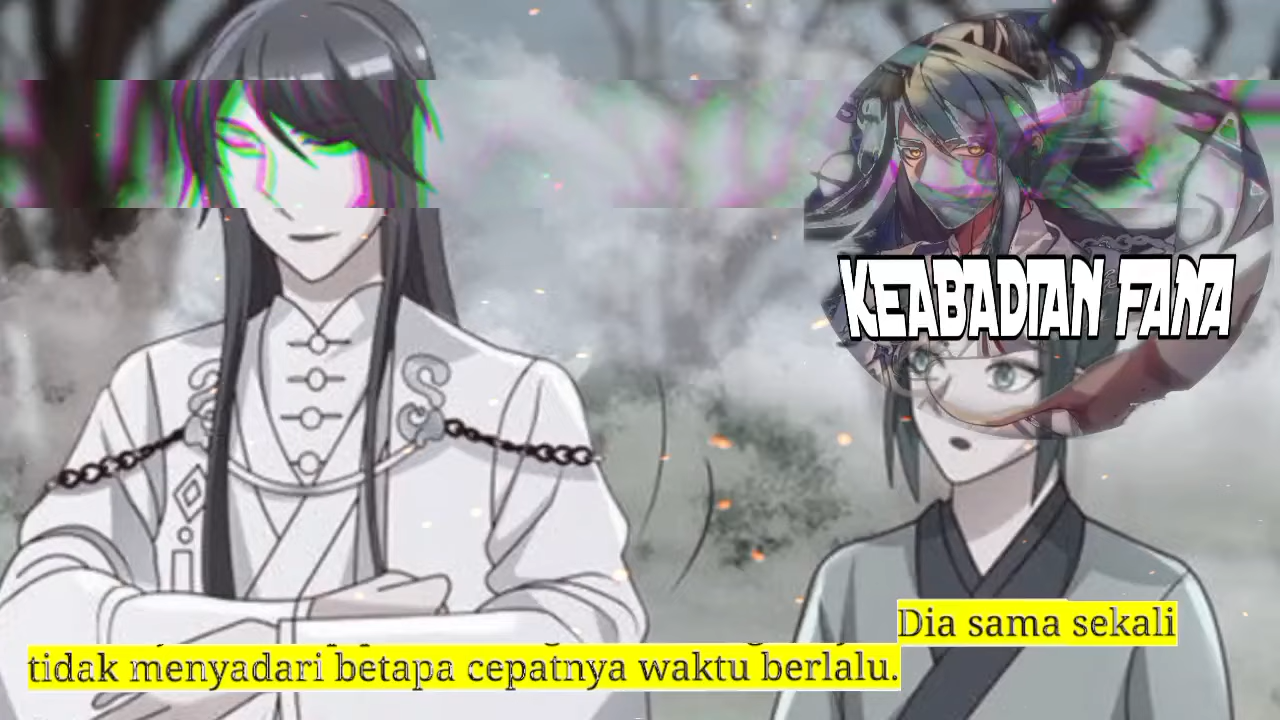 KEABADIAN FANA
Dia sama sekali
tidak menyadari betapa cepatnya waktu berlalu.